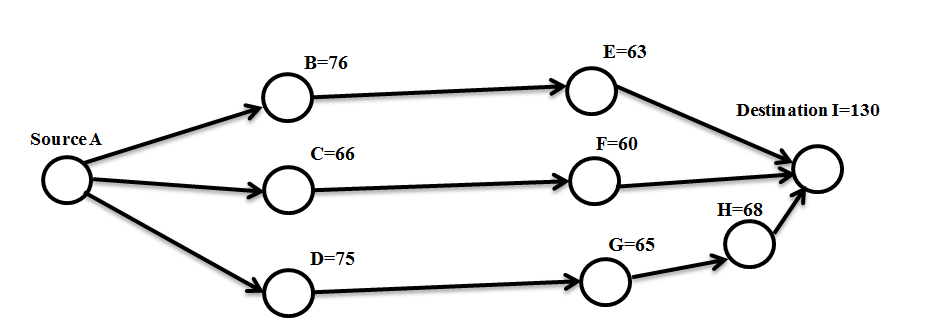 E=63
B=76
Destination I=130
Source A
F=60
C=66
H=68
G=65
D=75